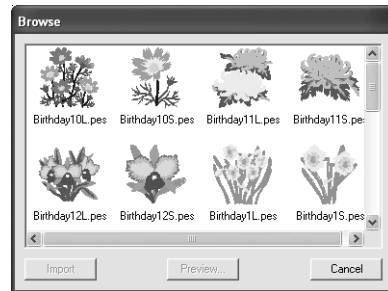 Browse
Birthday10L.pes Birthday10S.pes Birthday11L.pes Birthday11S.pes
Birthday12L.pes Birthday12S.pes Birthday1L.pes Birthday1S.pes
Import Preview... Cancel